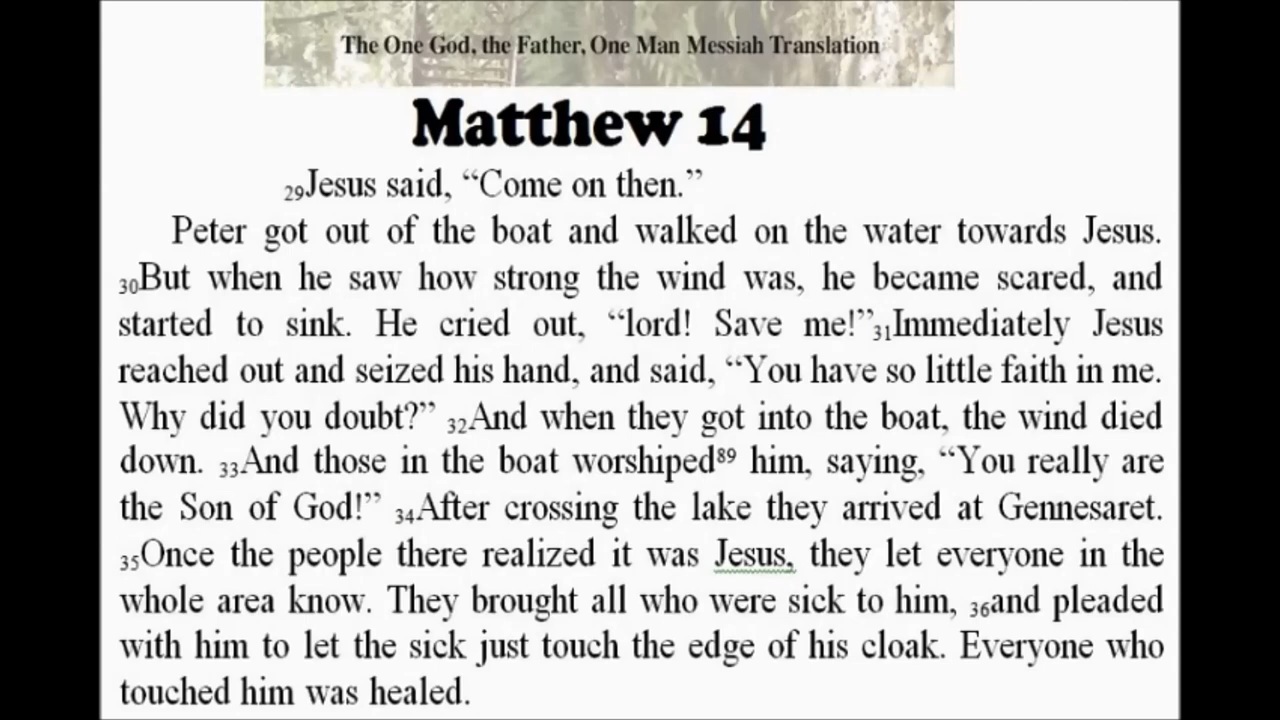 The One God, the Father, One Man Messiah Translation
Matthew 14
29Jesus said, “Come on then.”
Peter got out of the boat and walked on the water towards Jesus.
30But when he saw how strong the wind was, he became scared, and
started to sink. He cried out, “lord! Save me!”31Immediately Jesus
reached out and seized his hand, and said, “You have so little faith in me.
Why did you doubt?” 32And when they got into the boat, the wind died
down. 33And those in the boat worshiped89 him, saying, “You really are
the Son of God!” 34After crossing the lake they arrived at Gennesaret.
35Once the people there realized it was Jesus, they let everyone in the
whole area know. They brought all who were sick to him, 36and pleaded
with him to let the sick just touch the edge of his cloak. Everyone who
touched him was healed.